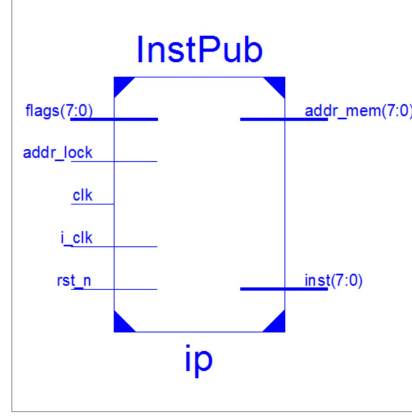 InstPub
flags(7:0)
addr_mem(7:0)
addr_lock
clk
i_clk
rst_n
inst(7:0)
ip